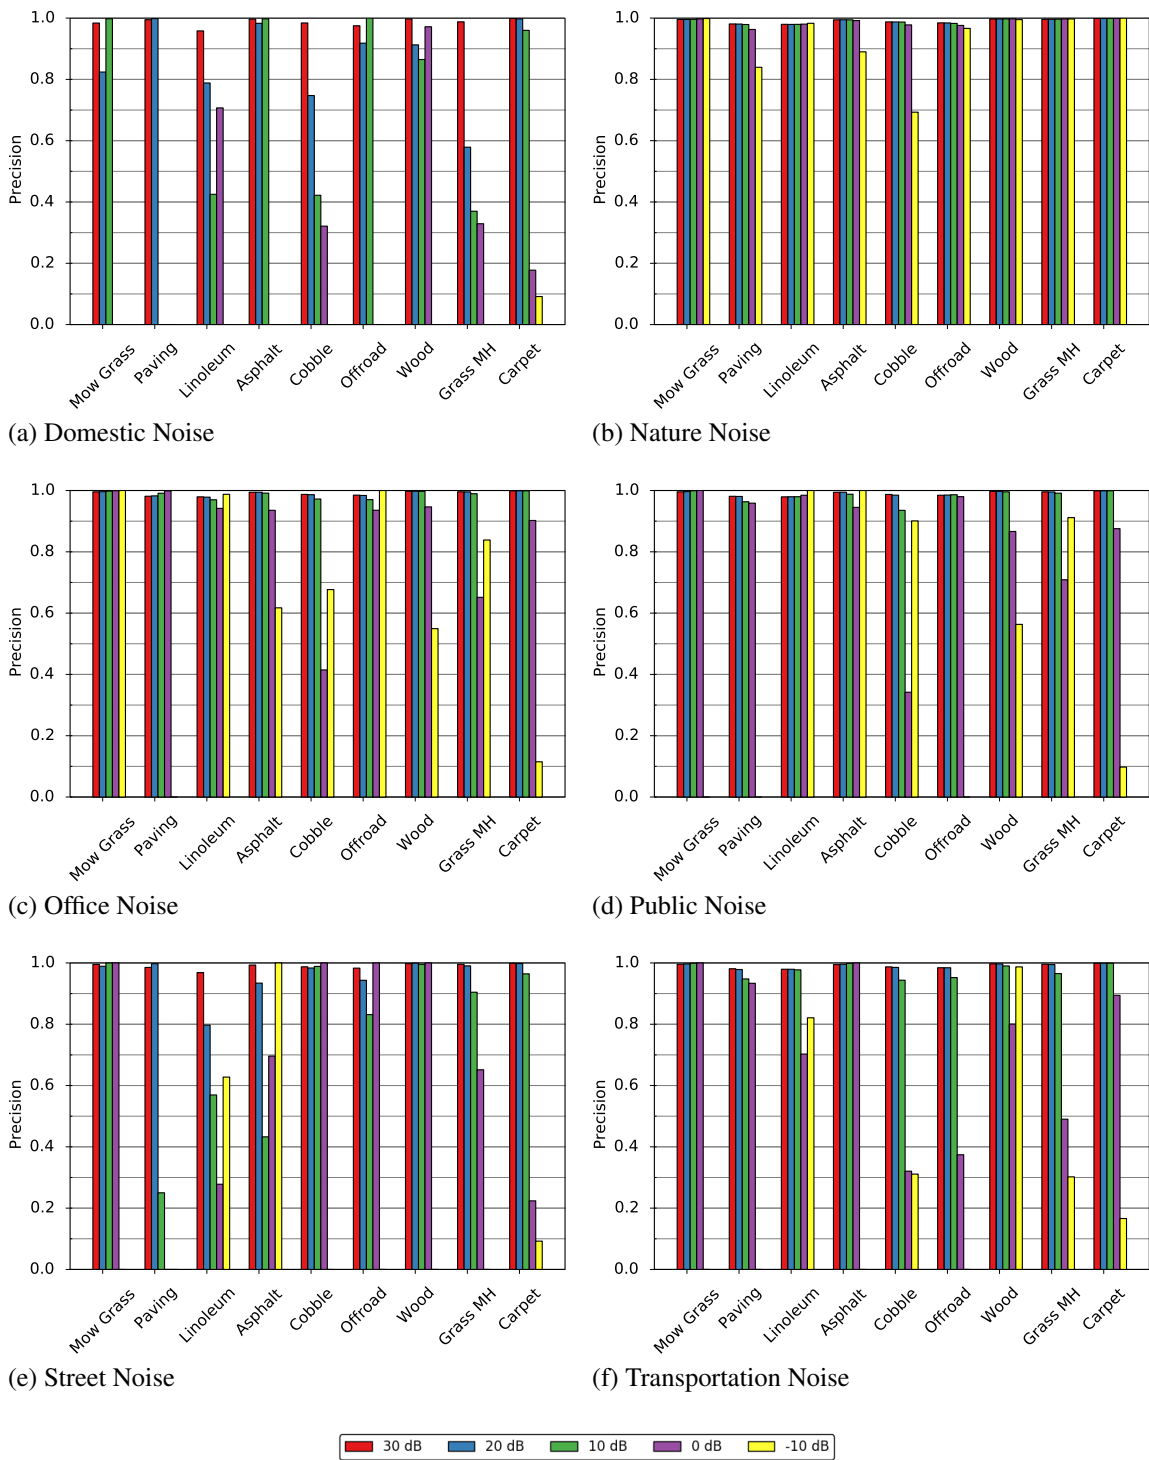 1.0
0.8
0.6
0.4
0.2
0.0
Precision
Mow Grass
Paving
Linoleum
Asphalt
Cobble
Offroad
Wood
Grass MH
Carpet
(a) Domestic Noise
1.0
0.8
0.6
0.4
0.2
0.0
Precision
Mow Grass
Paving
Linoleum
Asphalt
Cobble
Offroad
Wood
Grass MH
Carpet
(b) Nature Noise
1.0
0.8
0.6
0.4
0.2
0.0
Precision
Mow Grass
Paving
Linoleum
Asphalt
Cobble
Offroad
Wood
Grass MH
Carpet
(c) Office Noise
1.0
0.8
0.6
0.4
0.2
0.0
Precision
Mow Grass
Paving
Linoleum
Asphalt
Cobble
Offroad
Wood
Grass MH
Carpet
(d) Public Noise
1.0
0.8
0.6
0.4
0.2
0.0
Precision
Mow Grass
Paving
Linoleum
Asphalt
Cobble
Offroad
Wood
Grass MH
Carpet
(e) Street Noise
1.0
0.8
0.6
0.4
0.2
0.0
Precision
Mow Grass
Paving
Linoleum
Asphalt
Cobble
Offroad
Wood
Grass MH
Carpet
(f) Transportation Noise
30 dB 20 dB 10 dB 0 dB -10 dB